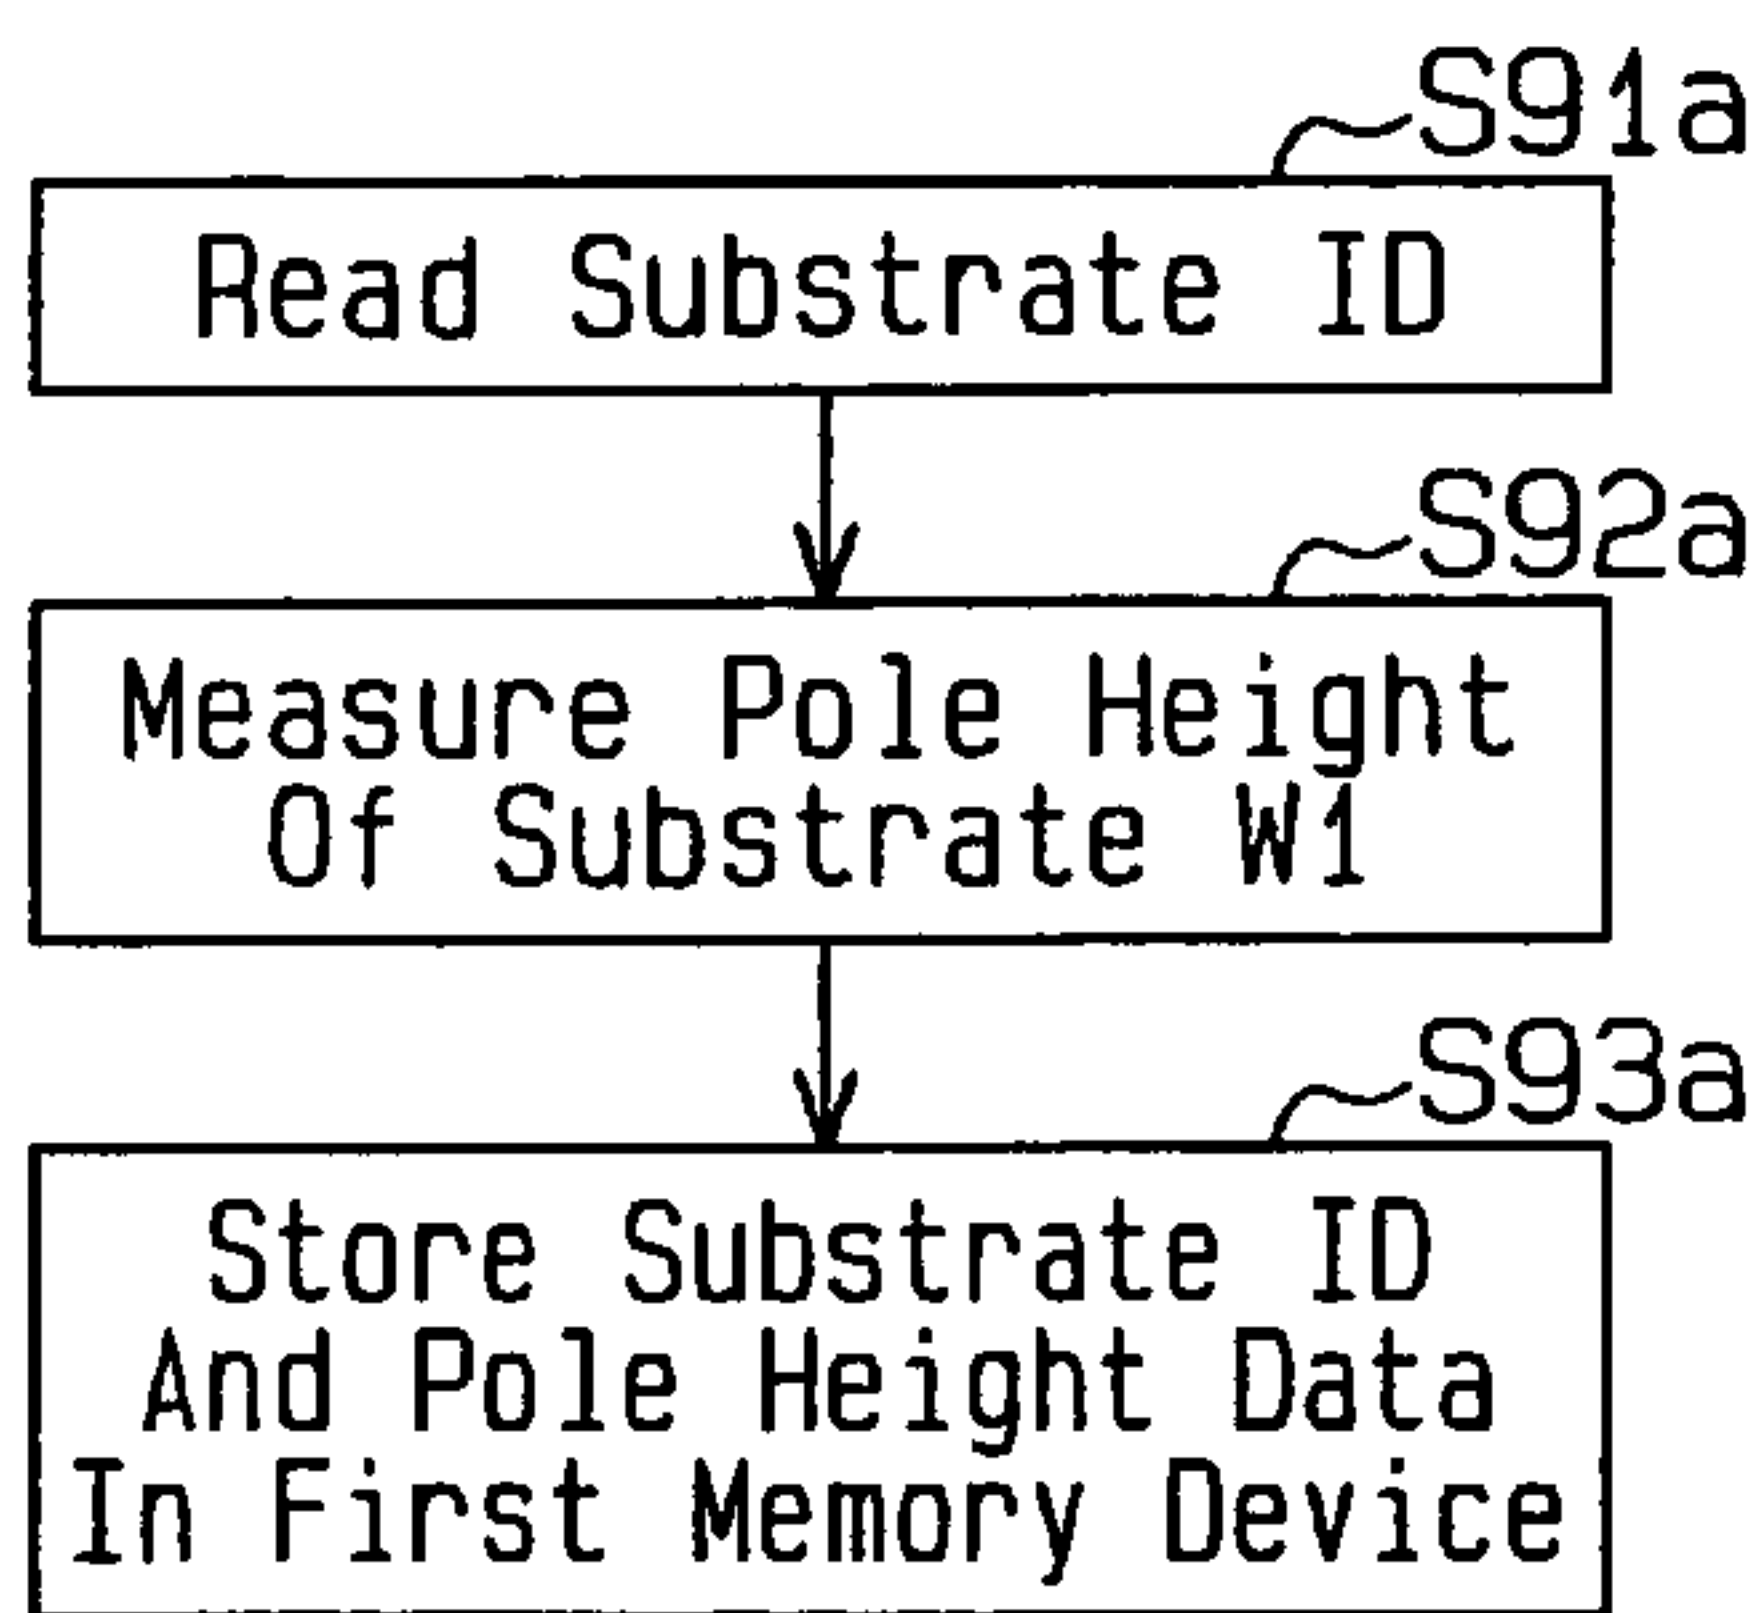 S91a
Read Substrate ID
S92a
Measure Pole Height
Of Substrate W1
S93a
Store Substrate ID
And Pole Height Data
In First Memory Device